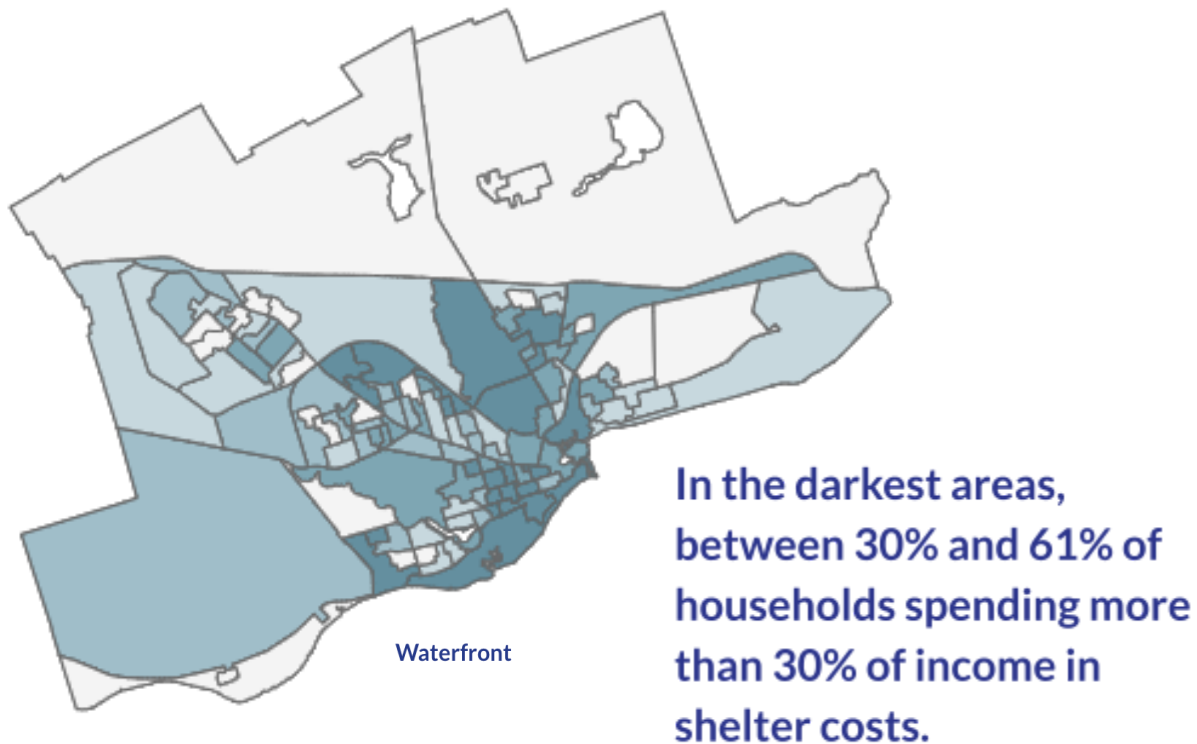 In the darkest areas,
between 30% and 61% of
households spending more
than 30% of income in
shelter costs.
Waterfront